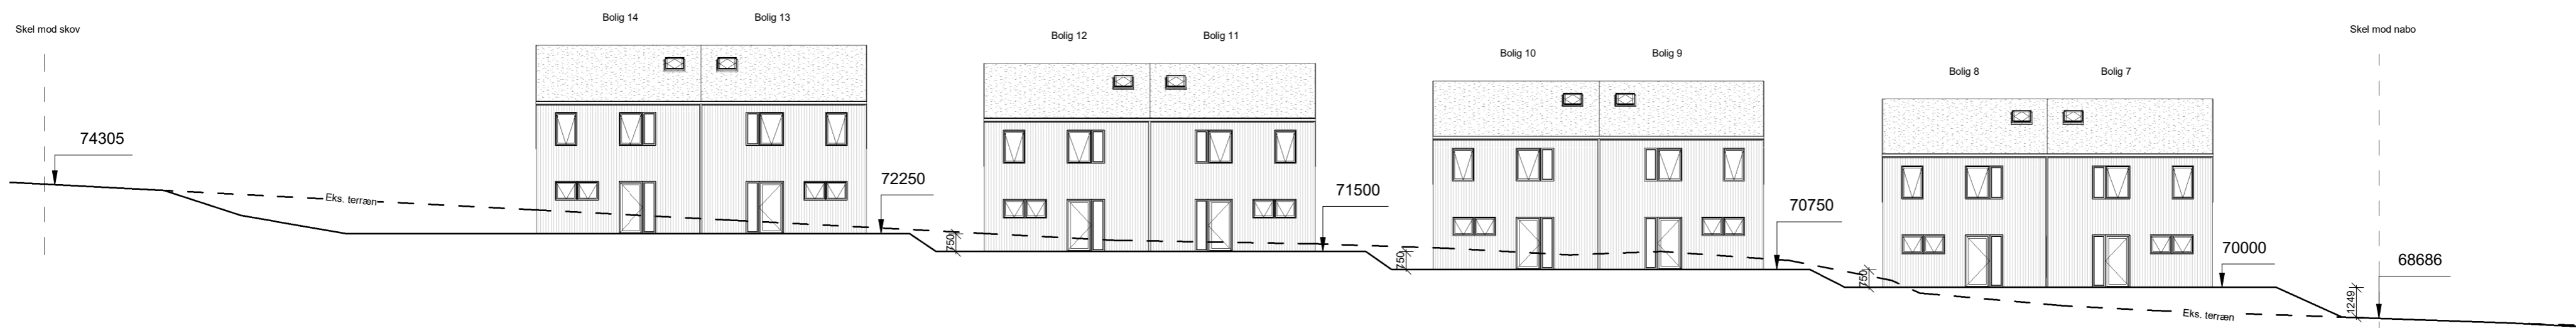 Skel mod skov
Bolig 14
Bolig 13
Bolig 12
Bolig 11
Bolig 10
Bolig 9
Bolig 8
Bolig 7
Skel mod nabo
74305
Eks. terræn
72250
750
71500
750
70750
750
70000
1249
68686
Eks. terræn